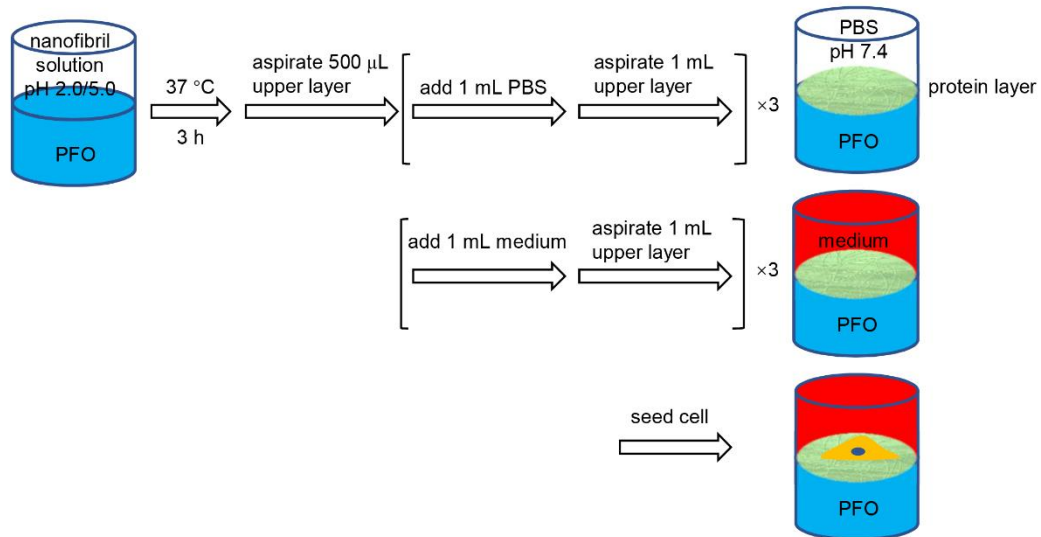 nanofibril
solution
pH 2.0/5.0
PFO
37 °C
3 h
aspirate 500 μL
upper layer
add 1 mL PBS
aspirate 1 mL
upper layer
×3
PBS
pH 7.4
PFO
protein layer
add 1 mL medium
aspirate 1 mL
upper layer
×3
medium
PFO
seed cell
PFO